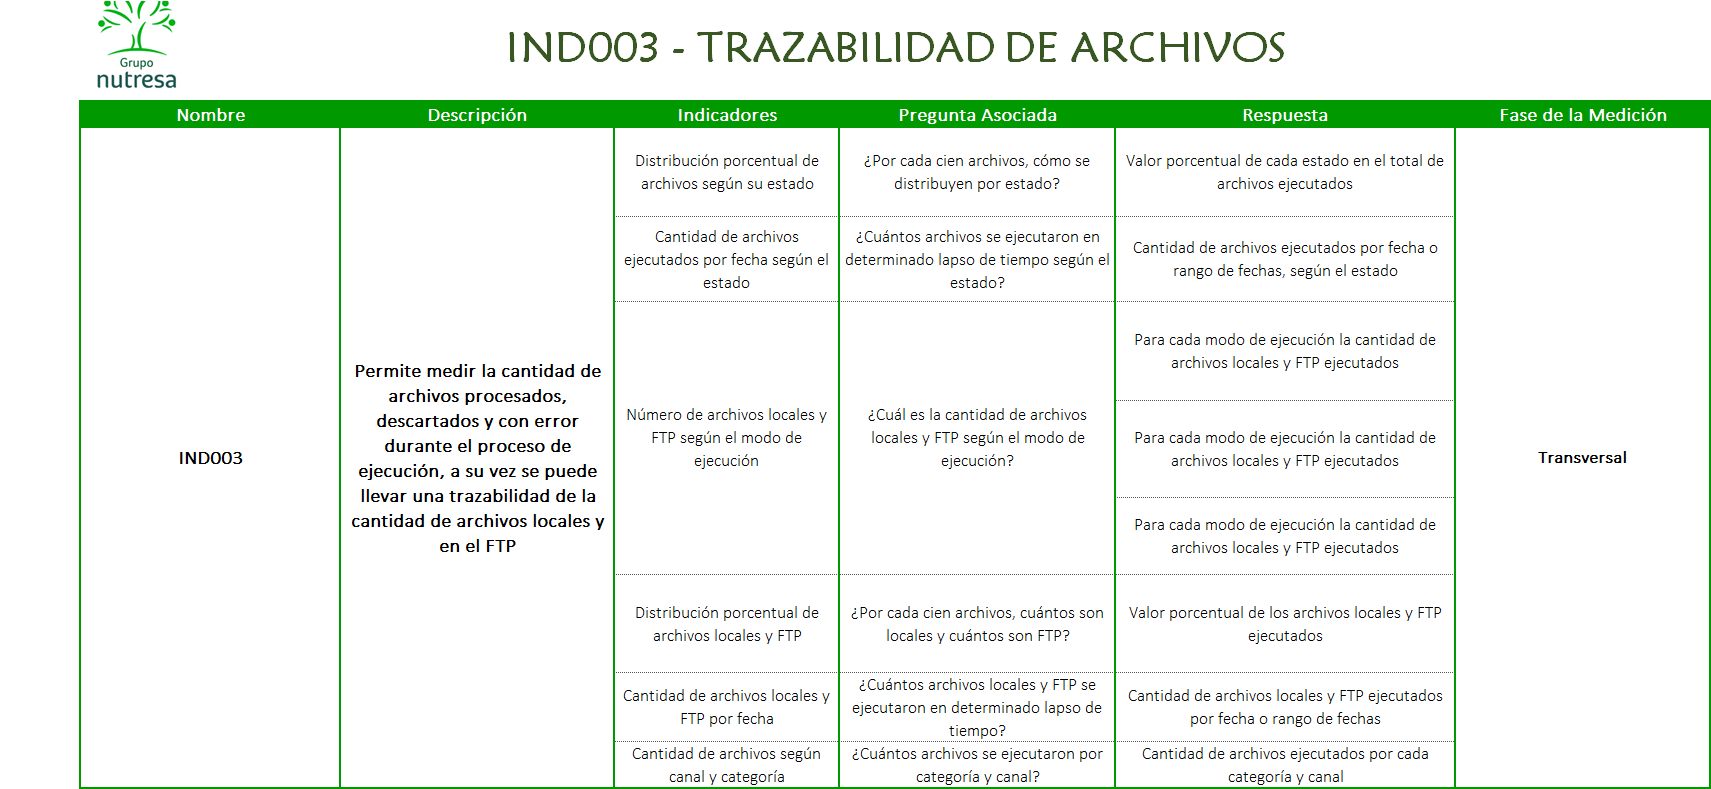 Grupo
nutresa
IND003 - TRAZABILIDAD DE ARCHIVOS
Nombre
Descripción
Indicadores
Pregunta Asociada
Respuesta
Fase de la Medición
IND003
Permite medir la cantidad de
archivos procesados,
descartados y con error
durante el proceso de
ejecución, a su vez se puede
llevar una trazabilidad de la
cantidad de archivos locales y
en el FTP
Distribución porcentual de
archivos según su estado
¿Por cada cien archivos, cómo se
distribuyen por estado?
Valor porcentual de cada estado en el total de
archivos ejecutados
Cantidad de archivos
ejecutados por fecha según el
estado
¿Cuántos archivos se ejecutaron en
determinado lapso de tiempo según el
estado?
Cantidad de archivos ejecutados por fecha o
rango de fechas, según el estado
Número de archivos locales y
FTP según el modo de
ejecución
¿Cuál es la cantidad de archivos
locales y FTP según el modo de
ejecución?
Para cada modo de ejecución la cantidad de
archivos locales y FTP ejecutados
Para cada modo de ejecución la cantidad de
archivos locales y FTP ejecutados
Para cada modo de ejecución la cantidad de
archivos locales y FTP ejecutados
Distribución porcentual de
archivos locales y FTP
¿Por cada cien archivos, cuántos son
locales y cuántos son FTP?
Valor porcentual de los archivos locales y FTP
ejecutados
Cantidad de archivos locales y
FTP por fecha
¿Cuántos archivos locales y FTP se
ejecutaron en determinado lapso de
tiempo?
Cantidad de archivos locales y FTP ejecutados
por fecha o rango de fechas
Cantidad de archivos según
canal y categoría
¿Cuántos archivos se ejecutaron por
categoría y canal?
Cantidad de archivos ejecutados por cada
categoría y canal
Transversal